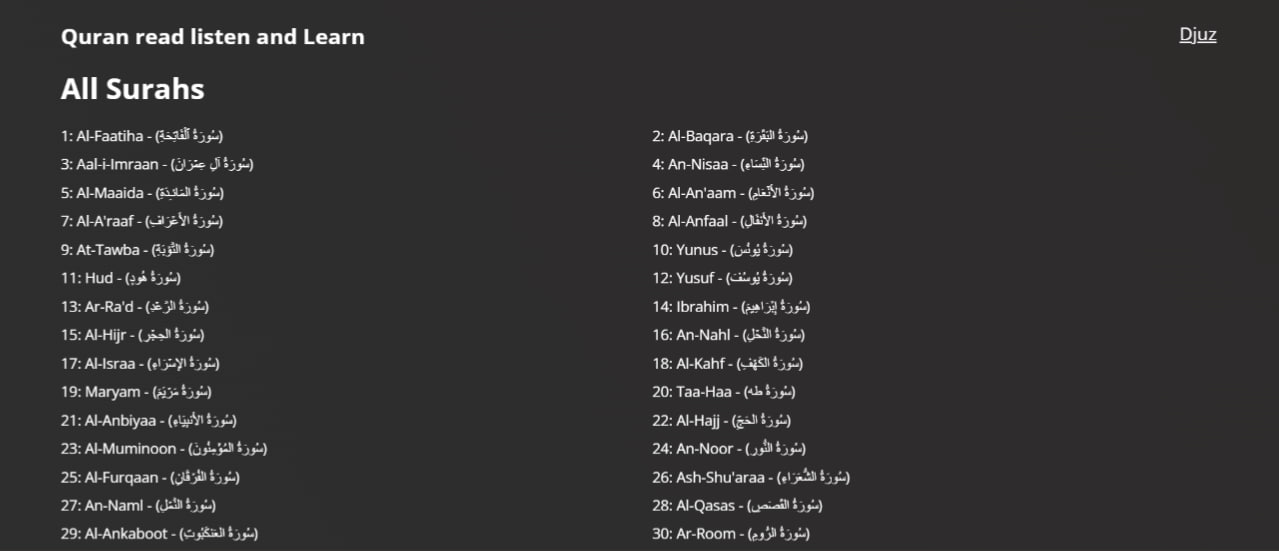 Quran read listen and Learn
Djuz
All Surahs
1: Al-Faatiha - (سُورَةُ ٱلْفَاتِحَةِ)
2: Al-Baqara - (سُورَةُ البَقَرَةِ)
3: Aal-i-Imraan - (سُورَةُ آلِ عِمۡرَانَ)
4: An-Nisaa - (سُورَةُ النِّسَاءِ)
5: Al-Maaida - (سُورَةُ المَائـِدَةِ)
6: Al-An'aam - (سُورَةُ الأَنۡعَامِ)
7: Al-A'raaf - (سُورَةُ الأَعۡرَافِ)
8: Al-Anfaal - (سُورَةُ الأَنفَالِ)
9: At-Tawba - (سُورَةُ التَّوۡبَةِ)
10: Yunus - (سُورَةُ يُونُسَ)
11: Hud - (سُورَةُ هُودٍ)
12: Yusuf - (سُورَةُ يُوسُفَ)
13: Ar-Ra'd - (سُورَةُ الرَّعۡدِ)
14: Ibrahim - (سُورَةُ إِبۡرَاهِيمَ)
15: Al-Hijr - (سُورَةُ الحِجۡرِ)
16: An-Nahl - (سُورَةُ النَّحۡلِ)
17: Al-Israa - (سُورَةُ الإِسۡرَاءِ)
18: Al-Kahf - (سُورَةُ الكَهۡفِ)
19: Maryam - (سُورَةُ مَرۡيَمَ)
20: Taa-Haa - (سُورَةُ طه)
21: Al-Anbiyaa - (سُورَةُ الأَنبِيَاءِ)
22: Al-Hajj - (سُورَةُ الحَجِّ)
23: Al-Muminoon - (سُورَةُ المُؤۡمِنُونَ)
24: An-Noor - (سُورَةُ النُّورِ)
25: Al-Furqaan - (سُورَةُ الفُرۡقَانِ)
26: Ash-Shu'araa - (سُورَةُ الشُّعَرَاءِ)
27: An-Naml - (سُورَةُ النَّمۡلِ)
28: Al-Qasas - (سُورَةُ القَصَصِ)
29: Al-Ankaboot - (سُورَةُ العَنكَبُوتِ)
30: Ar-Room - (سُورَةُ الرُّومِ)